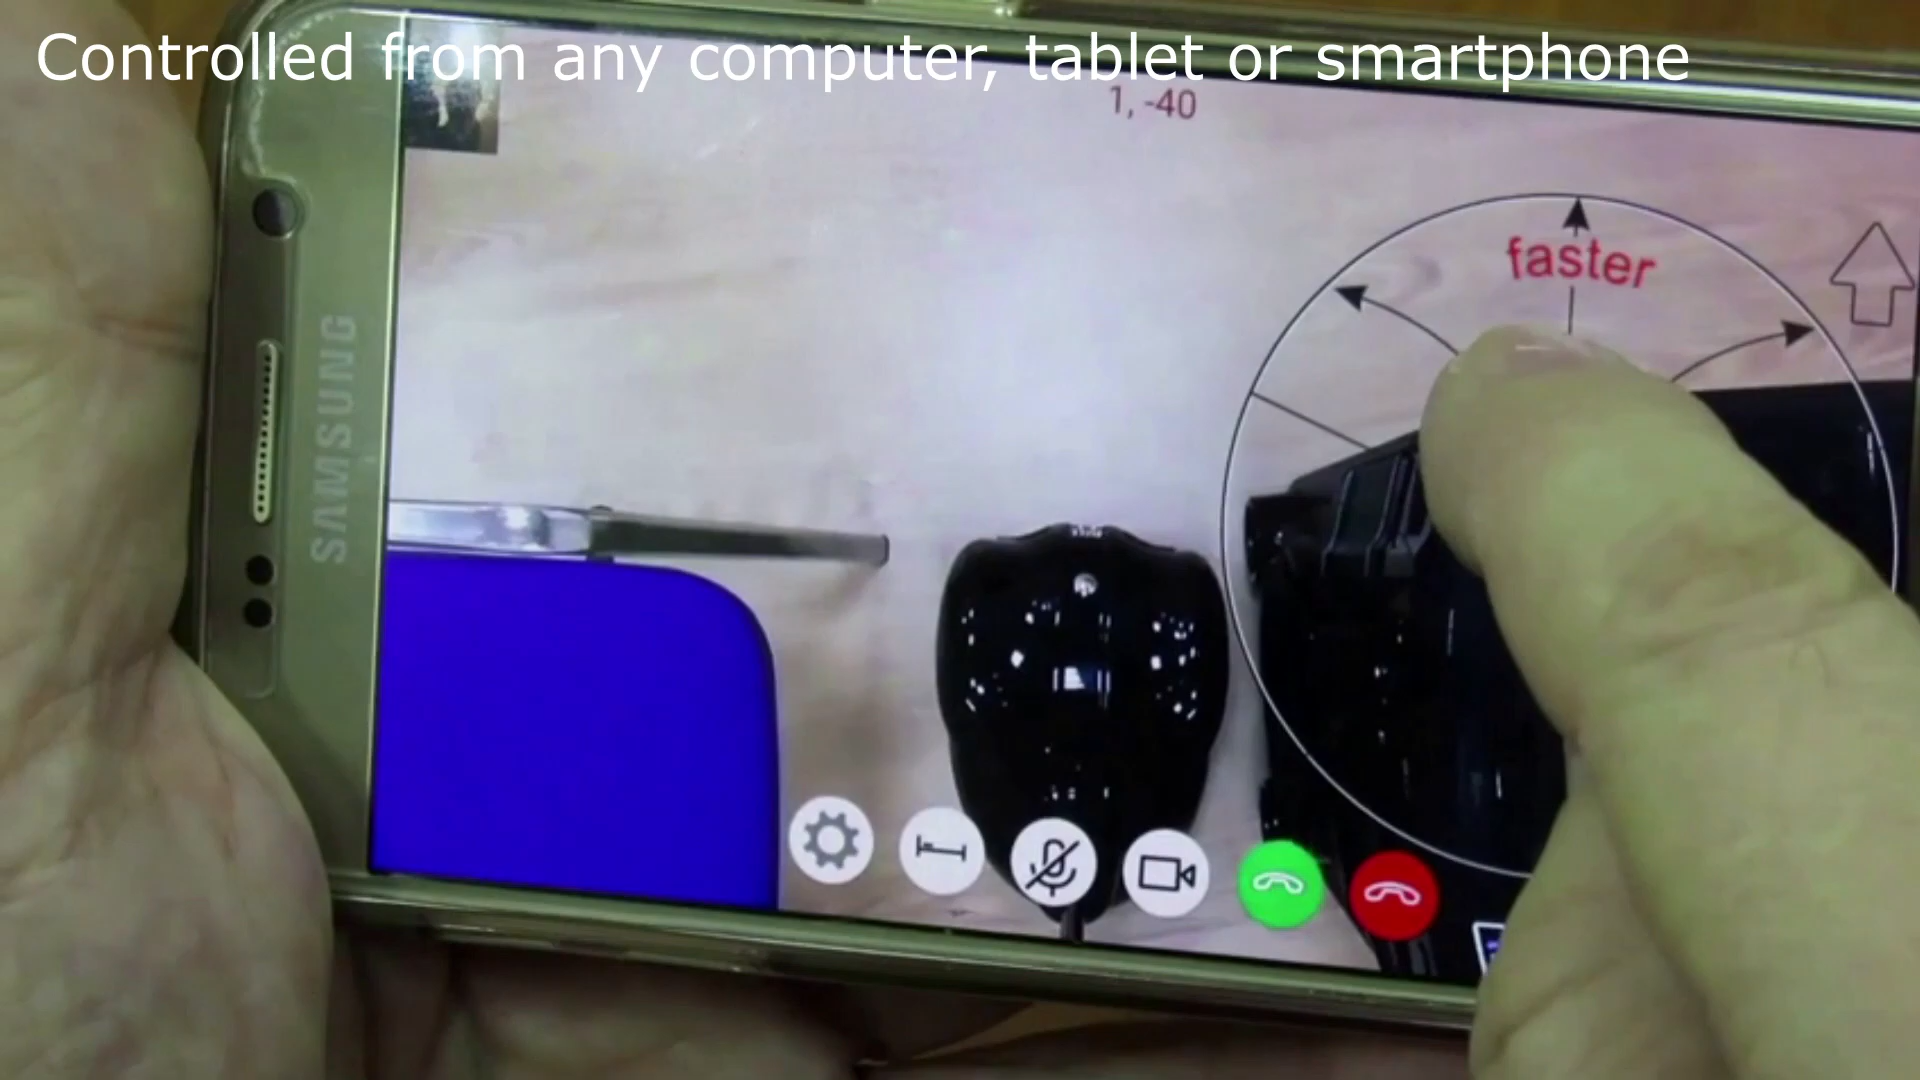 Controlled from any computer, tablet or smartphone
1, -40
faster
SAMSUNG